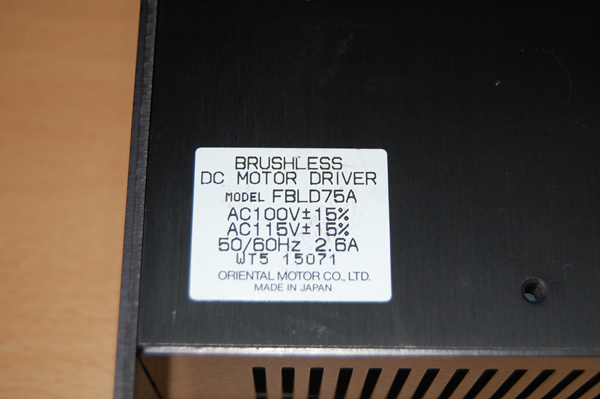 BRUSHLESS
DC MOTOR DRIVER
MODEL FBLD75A
AC100V±15%
AC115V±15%
50/60Hz 2.6A
WT5 15071
ORIENTAL MOTOR CO., LTD.
MADE IN JAPAN